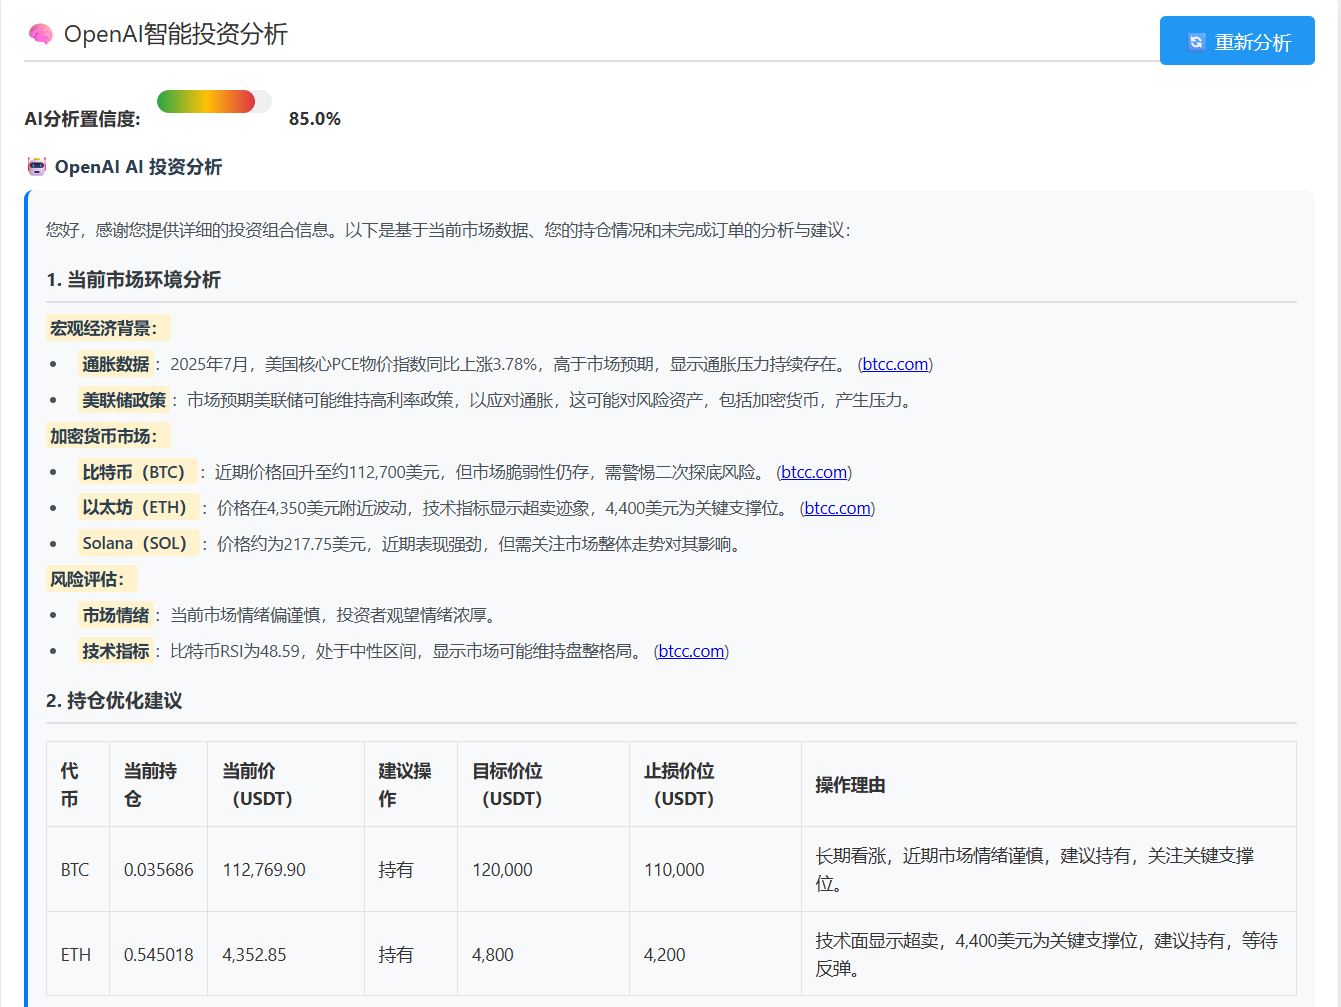 OpenAI智能投资分析
重新分析
AI分析置信度:
85.0%
OpenAI AI 投资分析
您好，感谢您提供详细的投资组合信息。以下是基于当前市场数据、您的持仓情况和未完成订单的分析与建议：
1. 当前市场环境分析
宏观经济背景：
• 通胀数据： 2025年7月，美国核心PCE物价指数同比上涨3.78%，高于市场预期，显示通胀压力持续存在。 (btcc.com)
• 美联储政策： 市场预期美联储可能维持高利率政策，以应对通胀，这可能对风险资产，包括加密货币，产生压力。
加密货币市场：
• 比特币（BTC）： 近期价格回升至约112,700美元，但市场脆弱性仍存，需警惕二次探底风险。 (btcc.com)
• 以太坊（ETH）： 价格在4,350美元附近波动，技术指标显示超卖迹象，4,400美元为关键支撑位。 (btcc.com)
• Solana（SOL）： 价格约为217.75美元，近期表现强劲，但需关注市场整体走势对其影响。
风险评估：
• 市场情绪： 当前市场情绪偏谨慎，投资者观望情绪浓厚。
• 技术指标： 比特币RSI为48.59，处于中性区间，显示市场可能维持盘整格局。 (btcc.com)
2. 持仓优化建议
代币
当前持仓
当前价（USDT）
建议操作
目标价位（USDT）
止损价位（USDT）
操作理由
BTC
0.035686
112,769.90
持有
120,000
110,000
长期看涨，近期市场情绪谨慎，建议持有，关注关键支撑
位。
ETH
0.545018
4,352.85
持有
4,800
4,200
技术面显示超卖，4,400美元为关键支撑位，建议持有，等待
反弹。